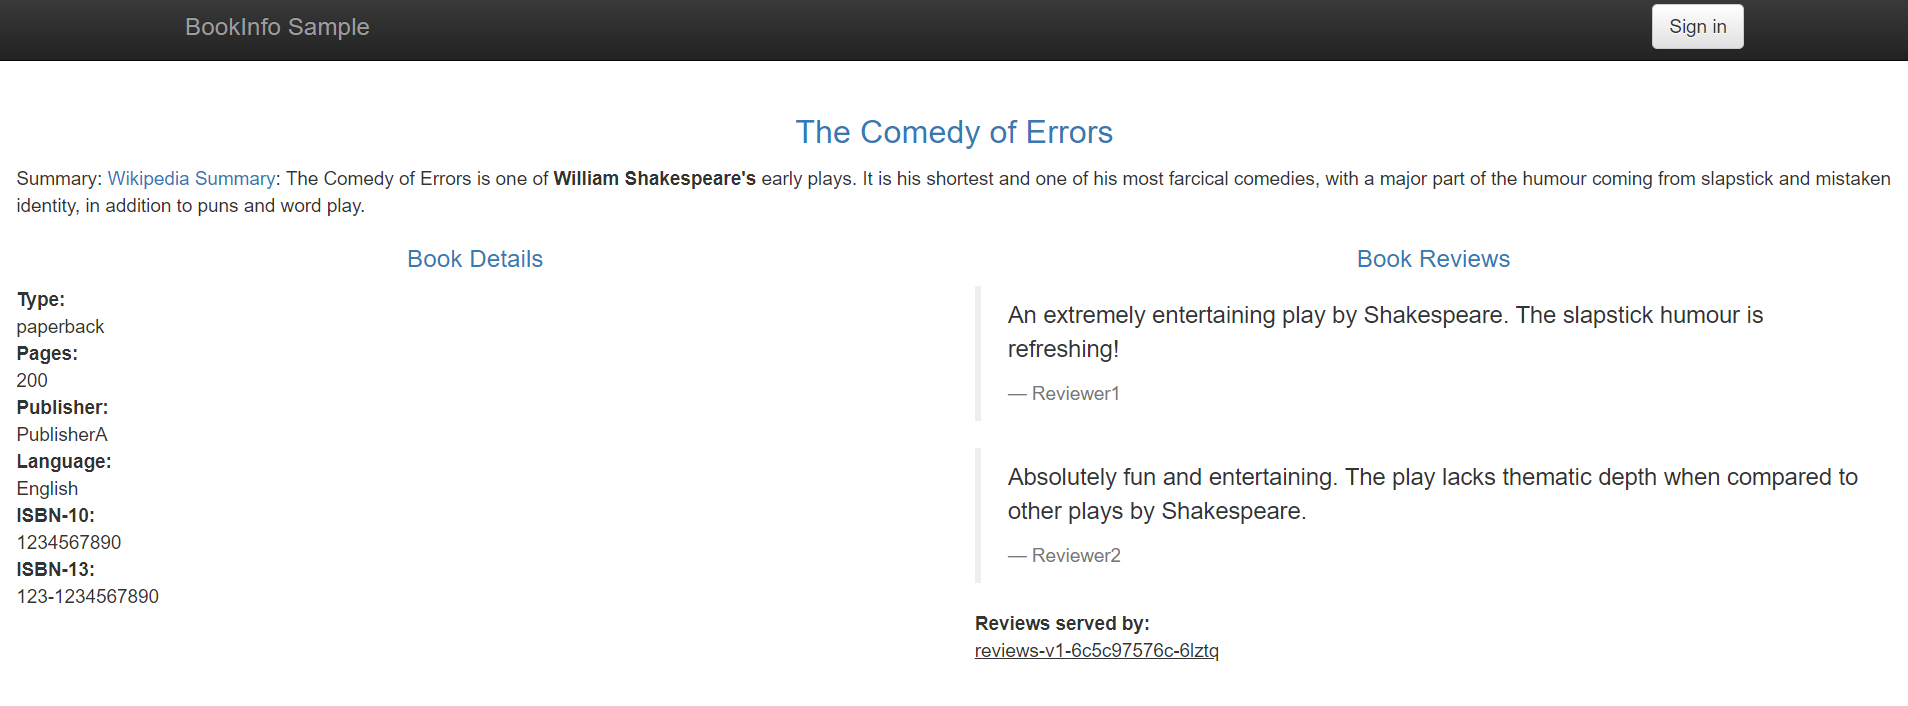 BookInfo Sample
Sign in
The Comedy of Errors
Summary: Wikipedia Summary: The Comedy of Errors is one of William Shakespeare's early plays. It is his shortest and one of his most farcical comedies, with a major part of the humour coming from slapstick and mistaken
identity, in addition to puns and word play.
Book Details
Type:
paperback
Pages:
200
Publisher:
PublisherA
Language:
English
ISBN-10:
1234567890
ISBN-13:
123-1234567890
Book Reviews
An extremely entertaining play by Shakespeare. The slapstick humour is
refreshing!
— Reviewer1
Absolutely fun and entertaining. The play lacks thematic depth when compared to
other plays by Shakespeare.
— Reviewer2
Reviews served by:
reviews-v1-6c5c97576c-6lztq